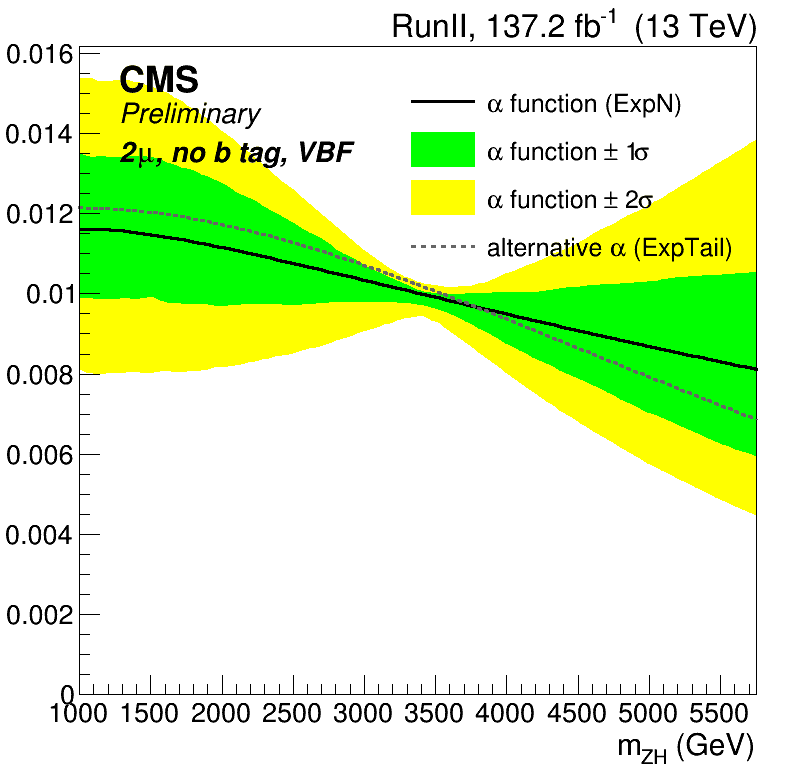 RunII, 137.2 fb-1 (13 TeV)
CMS
Preliminary
2μ, no b tag, VBF
α function (ExpN)
α function ± 1σ
α function ± 2σ
alternative α (ExpTail)
0.016
0.014
0.012
0.01
0.008
0.006
0.004
0.002
0
1000 1500 2000 2500 3000 3500 4000 4500 5000 5500
mZH (GeV)